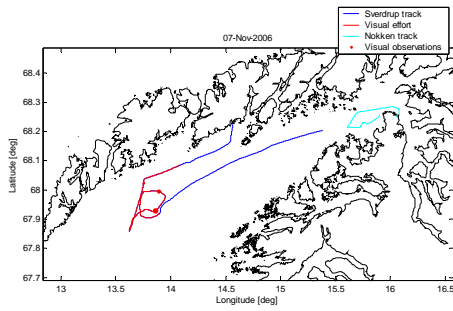 Sverdrup track
Visual effort
Nokken track
Visual observations
07-Nov-2006
68.4
68.3
68.2
68.1
68
67.9
67.8
67.7
Latitude [deg]
13
13.5
14
14.5
15
15.5
16
16.5
Longitude [deg]